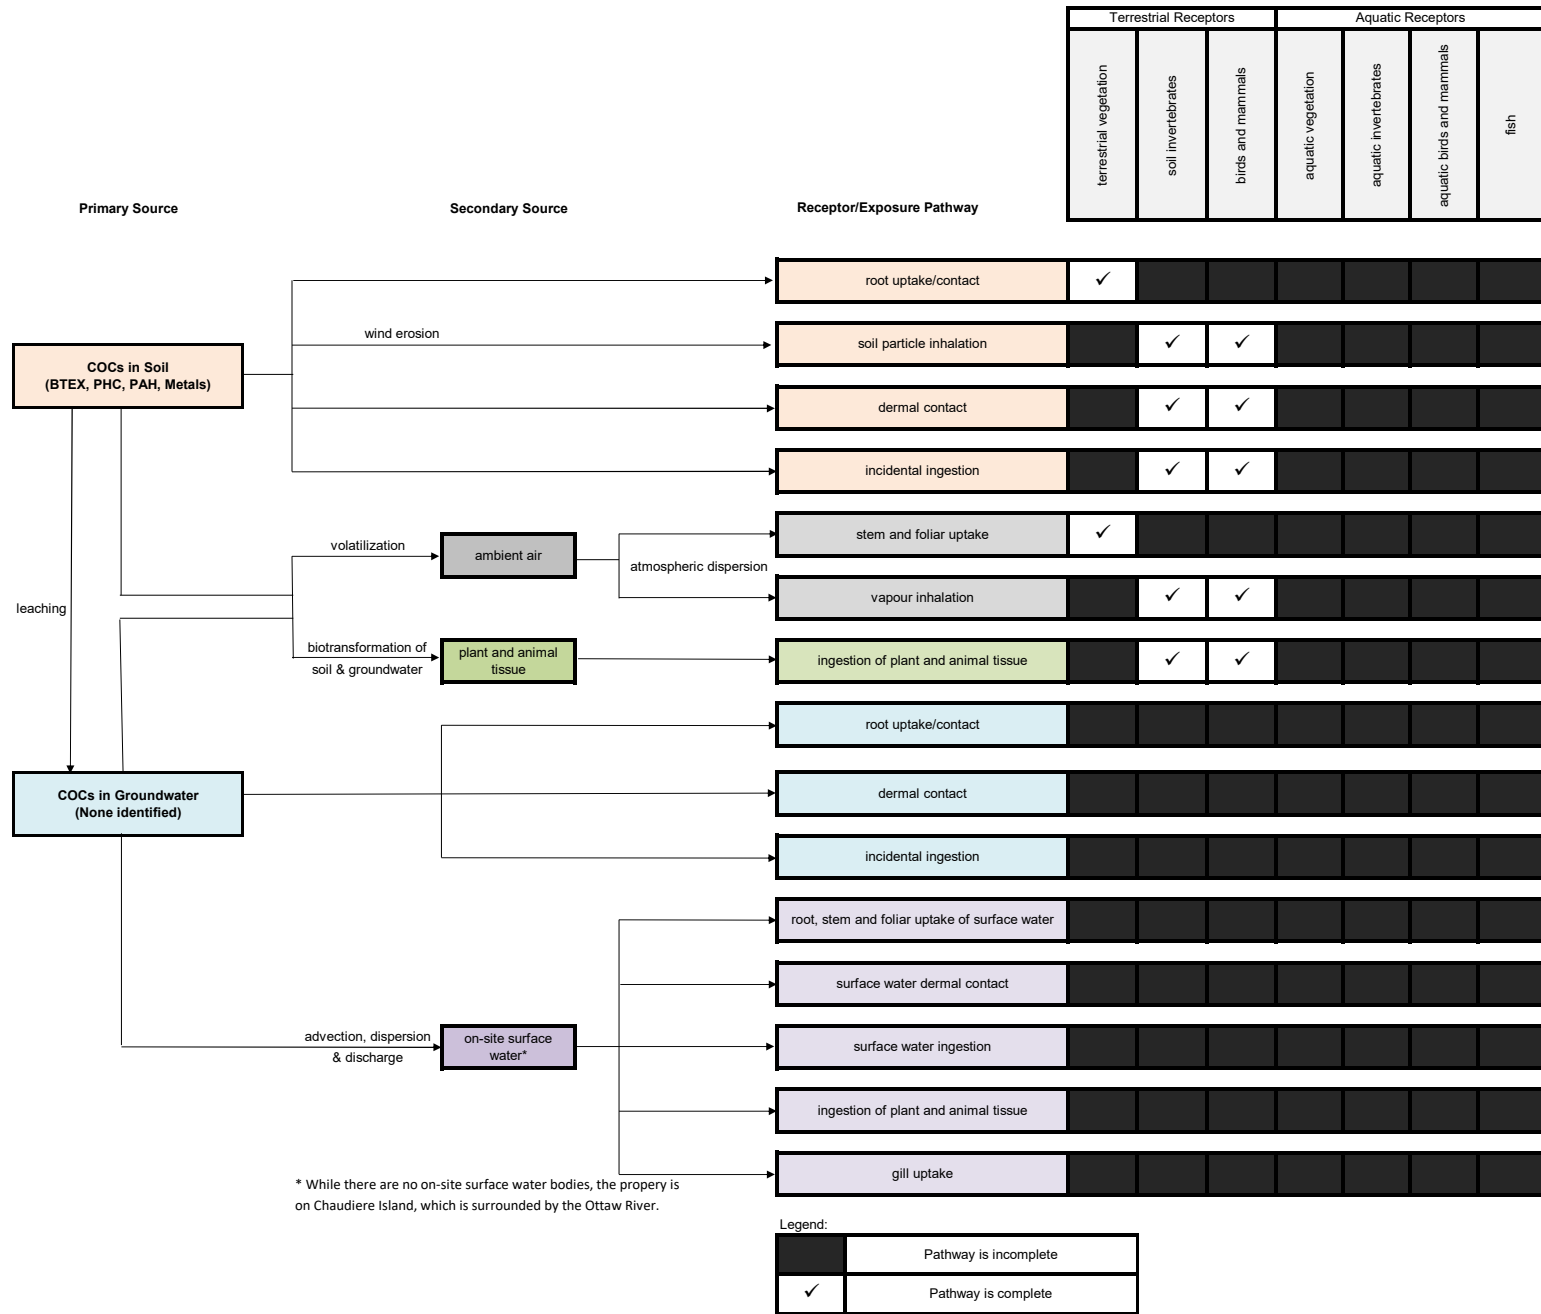 Terrestrial Receptors
Aquatic Receptors
terrestrial vegetation
soil invertebrates
birds and mammals
aquatic vegetation
aquatic invertebrates
aquatic birds and mammals
fish
Primary Source
Secondary Source
Receptor/Exposure Pathway
root uptake/contact
✓
wind erosion
soil particle inhalation
✓ ✓
COCs in Soil
(BTEX, PHC, PAH, Metals)
dermal contact
✓ ✓
incidental ingestion
✓ ✓
stem and foliar uptake
✓
volatilization
ambient air
atmospheric dispersion
vapour inhalation
✓ ✓
leaching
biotransformation of
soil & groundwater
plant and animal
tissue
ingestion of plant and animal tissue
✓ ✓
root uptake/contact
COCs in Groundwater
(None identified)
dermal contact
incidental ingestion
root, stem and foliar uptake of surface water
surface water dermal contact
advection, dispersion
& discharge
on-site surface
water*
surface water ingestion
ingestion of plant and animal tissue
gill uptake
* While there are no on-site surface water bodies, the propery is
on Chaudiere Island, which is surrounded by the Ottaw River.
Legend:
Pathway is incomplete
✓ Pathway is complete